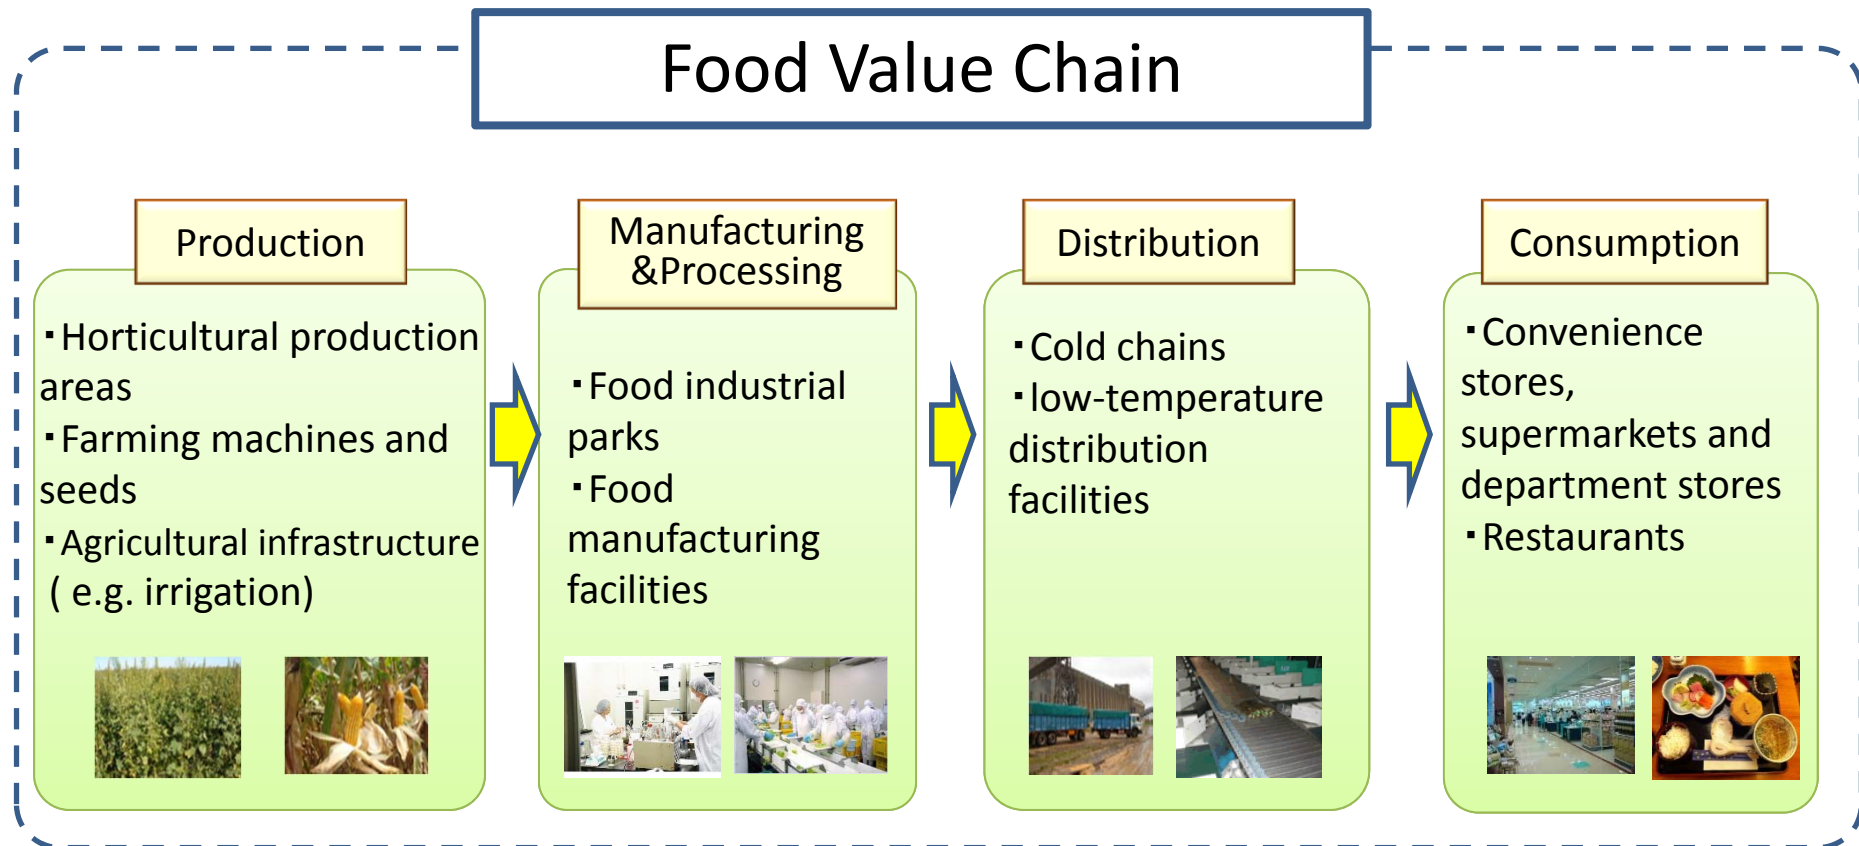 Food Value Chain
Production
・Horticultural production
areas
・Farming machines and
seeds
・Agricultural infrastructure
( e.g. irrigation)
Manufacturing
&Processing
・Food industrial
parks
・Food
manufacturing
facilities
Distribution
・Cold chains
・low-temperature
distribution
facilities
Consumption
・Convenience
stores,
supermarkets and
department stores
・Restaurants